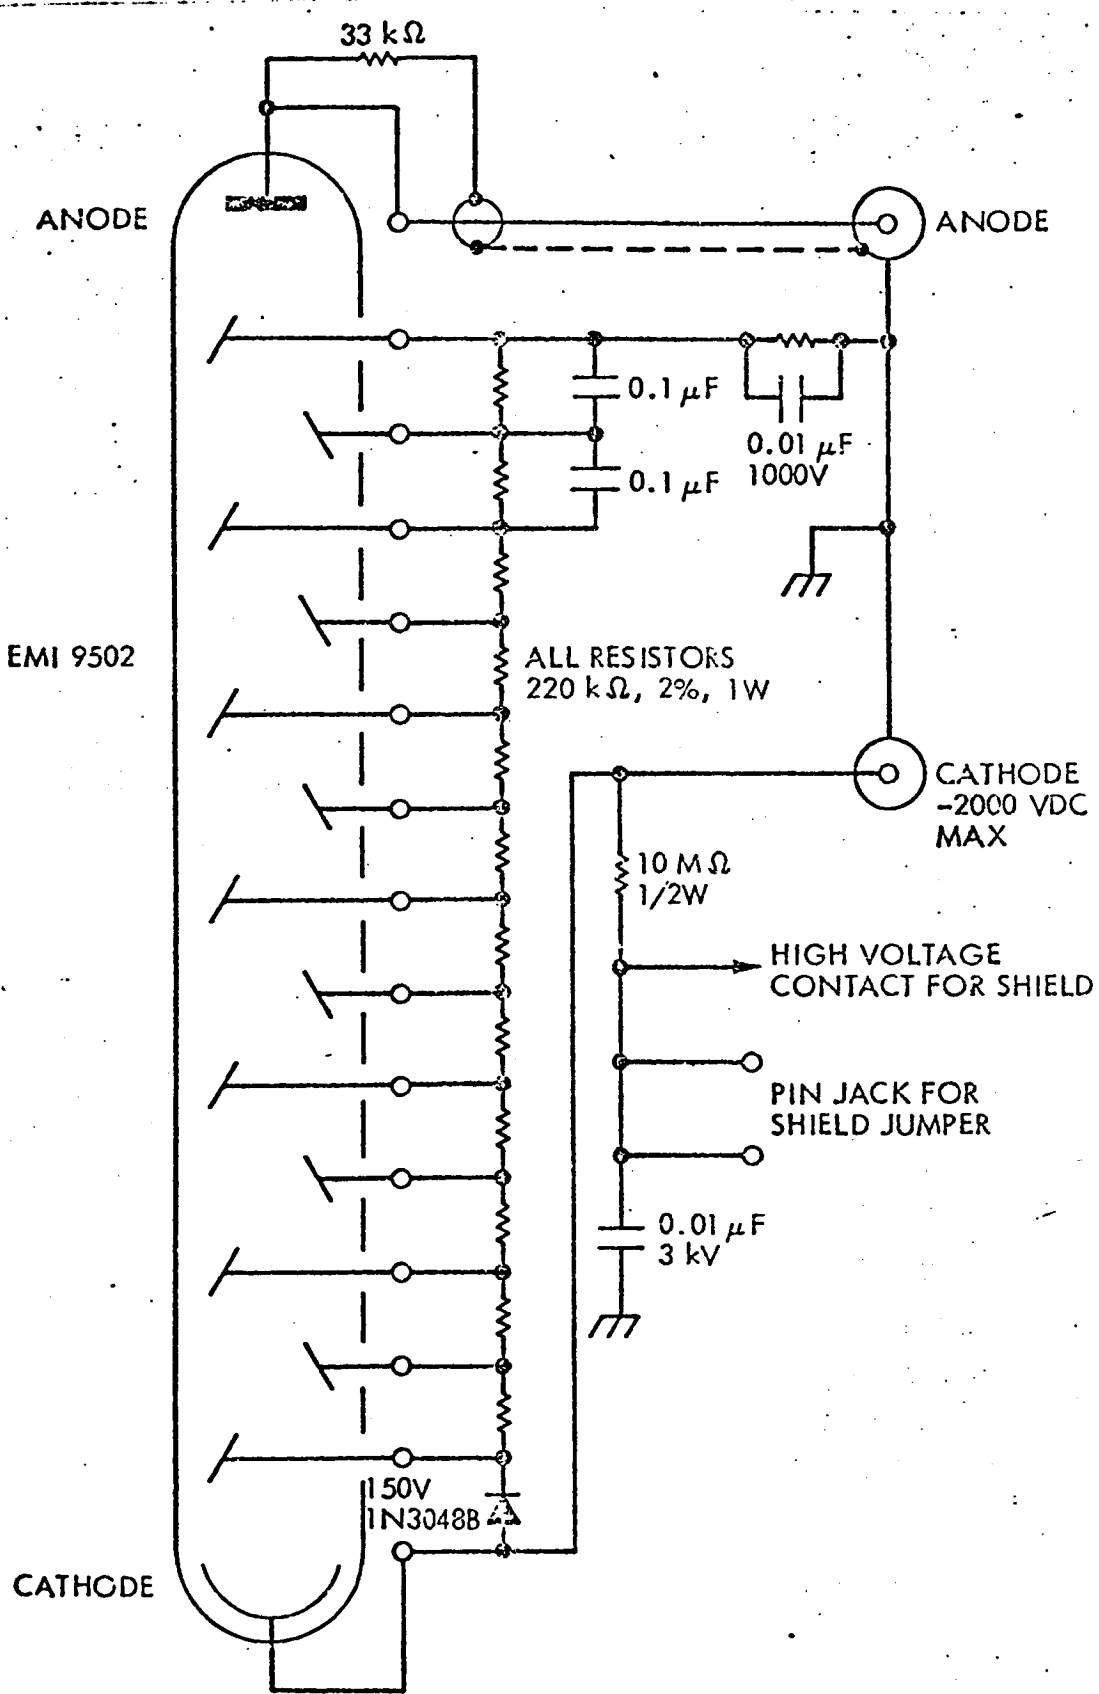 33 kΩ
ANODE
ANODE
0.1 μF
0.01 μF
1000V
0.1 μF
EMI 9502
ALL RESISTORS
220 kΩ, 2%, 1W
CATHODE
-2000 VDC
MAX
10 MΩ
1/2W
HIGH VOLTAGE
CONTACT FOR SHIELD
PIN JACK FOR
SHIELD JUMPER
0.01 μF
3 kV
150V
1N3048B
CATHODE